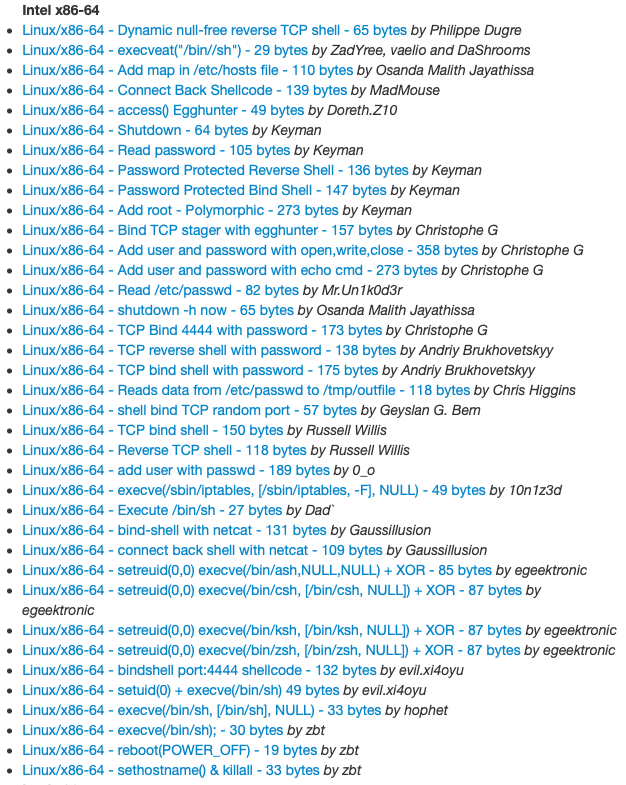 Intel x86-64
Linux/x86-64 - Dynamic null-free reverse TCP shell - 65 bytes by Philippe Dugre
Linux/x86-64 - execveat("/bin//sh") - 29 bytes by ZadYree, vaelio and DaShrooms
Linux/x86-64 - Add map in /etc/hosts file - 110 bytes by Osanda Malith Jayathissa
Linux/x86-64 - Connect Back Shellcode - 139 bytes by MadMouse
Linux/x86-64 - access() Egghunter - 49 bytes by Doreth.Z10
Linux/x86-64 - Shutdown - 64 bytes by Keyman
Linux/x86-64 - Read password - 105 bytes by Keyman
Linux/x86-64 - Password Protected Reverse Shell - 136 bytes by Keyman
Linux/x86-64 - Password Protected Bind Shell - 147 bytes by Keyman
Linux/x86-64 - Add root - Polymorphic - 273 bytes by Keyman
Linux/x86-64 - Bind TCP stager with egghunter - 157 bytes by Christophe G
Linux/x86-64 - Add user and password with open,write,close - 358 bytes by Christophe G
Linux/x86-64 - Add user and password with echo cmd - 273 bytes by Christophe G
Linux/x86-64 - Read /etc/passwd - 82 bytes by Mr.Un1k0d3r
Linux/x86-64 - shutdown -h now - 65 bytes by Osanda Malith Jayathissa
Linux/x86-64 - TCP Bind 4444 with password - 173 bytes by Christophe G
Linux/x86-64 - TCP reverse shell with password - 138 bytes by Andriy Brukhovetskyy
Linux/x86-64 - TCP bind shell with password - 175 bytes by Andriy Brukhovetskyy
Linux/x86-64 - Reads data from /etc/passwd to /tmp/outfile - 118 bytes by Chris Higgins
Linux/x86-64 - shell bind TCP random port - 57 bytes by Geyslan G. Bem
Linux/x86-64 - TCP bind shell - 150 bytes by Russell Willis
Linux/x86-64 - Reverse TCP shell - 118 bytes by Russell Willis
Linux/x86-64 - add user with passwd - 189 bytes by 0_o
Linux/x86-64 - execve(/sbin/iptables, [/sbin/iptables, -F], NULL) - 49 bytes by 10n1z3d
Linux/x86-64 - Execute /bin/sh - 27 bytes by Dad`
Linux/x86-64 - bind-shell with netcat - 131 bytes by Gaussillusion
Linux/x86-64 - connect back shell with netcat - 109 bytes by Gaussillusion
Linux/x86-64 - setreuid(0,0) execve(/bin/ash,NULL,NULL) + XOR - 85 bytes by egeektronic
Linux/x86-64 - setreuid(0,0) execve(/bin/csh, [/bin/csh, NULL]) + XOR - 87 bytes by
egeektronic
Linux/x86-64 - setreuid(0,0) execve(/bin/ksh, [/bin/ksh, NULL]) + XOR - 87 bytes by egeektronic
Linux/x86-64 - setreuid(0,0) execve(/bin/zsh, [/bin/zsh, NULL]) + XOR - 87 bytes by egeektronic
Linux/x86-64 - bindshell port:4444 shellcode - 132 bytes by evil.xi4oyu
Linux/x86-64 - setuid(0) + execve(/bin/sh) 49 bytes by evil.xi4oyu
Linux/x86-64 - execve(/bin/sh, [/bin/sh], NULL) - 33 bytes by hophet
Linux/x86-64 - execve(/bin/sh); - 30 bytes by zbt
Linux/x86-64 - reboot(POWER_OFF) - 19 bytes by zbt
Linux/x86-64 - sethostname() & killall - 33 bytes by zbt